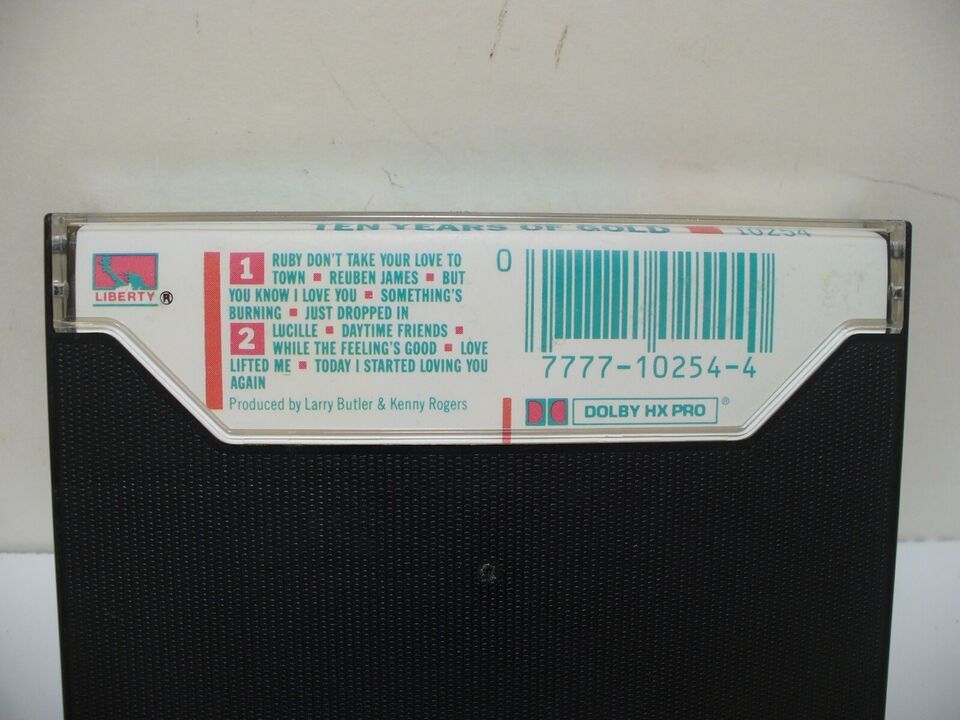 TEN YEARS OF GOLD 10254
LIBERTY ®
1 RUBY DON'T TAKE YOUR LOVE TO
TOWN ▪ REUBEN JAMES ▪ BUT
YOU KNOW I LOVE YOU ▪ SOMETHING'S
BURNING ▪ JUST DROPPED IN
2 LUCILLE ▪ DAYTIME FRIENDS ▪
WHILE THE FEELING'S GOOD ▪ LOVE
LIFTED ME ▪ TODAY I STARTED LOVING YOU
AGAIN
Produced by Larry Butler & Kenny Rogers
0
7777-10254-4
DOLBY HX PRO ®